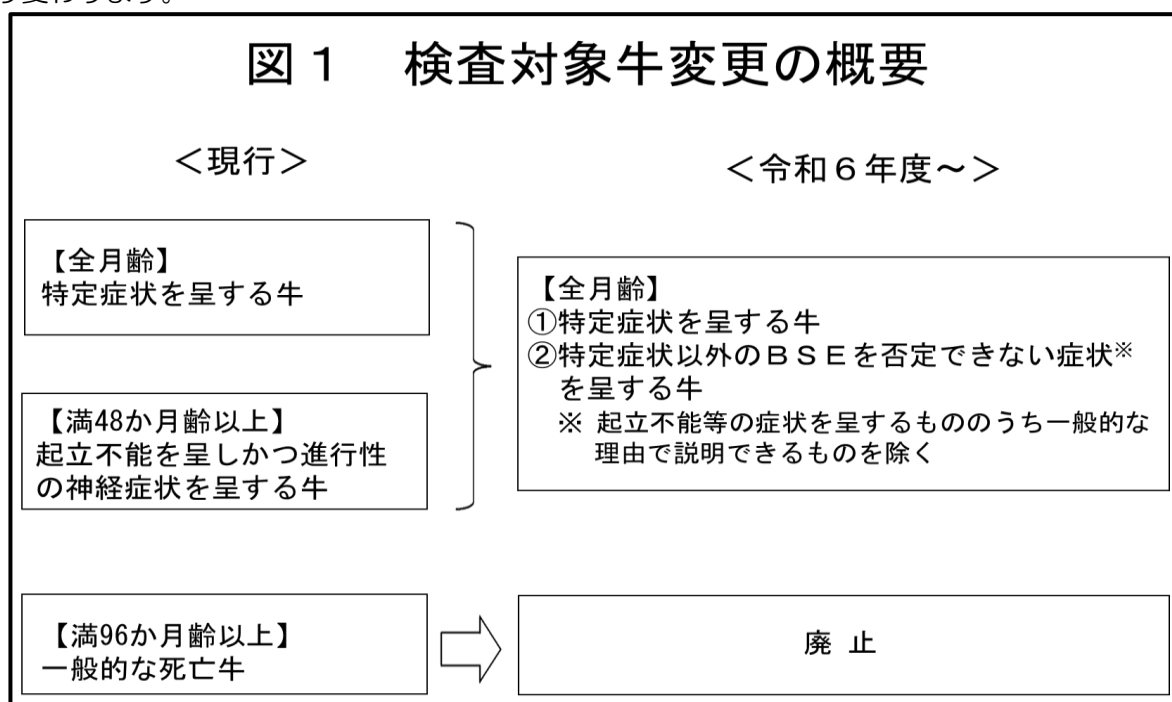 り変わります。
図１　検査対象牛変更の概要
＜現行＞
＜令和６年度～＞
【全月齢】
特定症状を呈する牛
【満48か月齢以上】
起立不能を呈しかつ進行性
の神経症状を呈する牛
【全月齢】
①特定症状を呈する牛
②特定症状以外のＢＳＥを否定できない症状※
を呈する牛
※ 起立不能等の症状を呈するもののうち一般的な
理由で説明できるものを除く
【満96か月齢以上】
一般的な死亡牛
廃 止